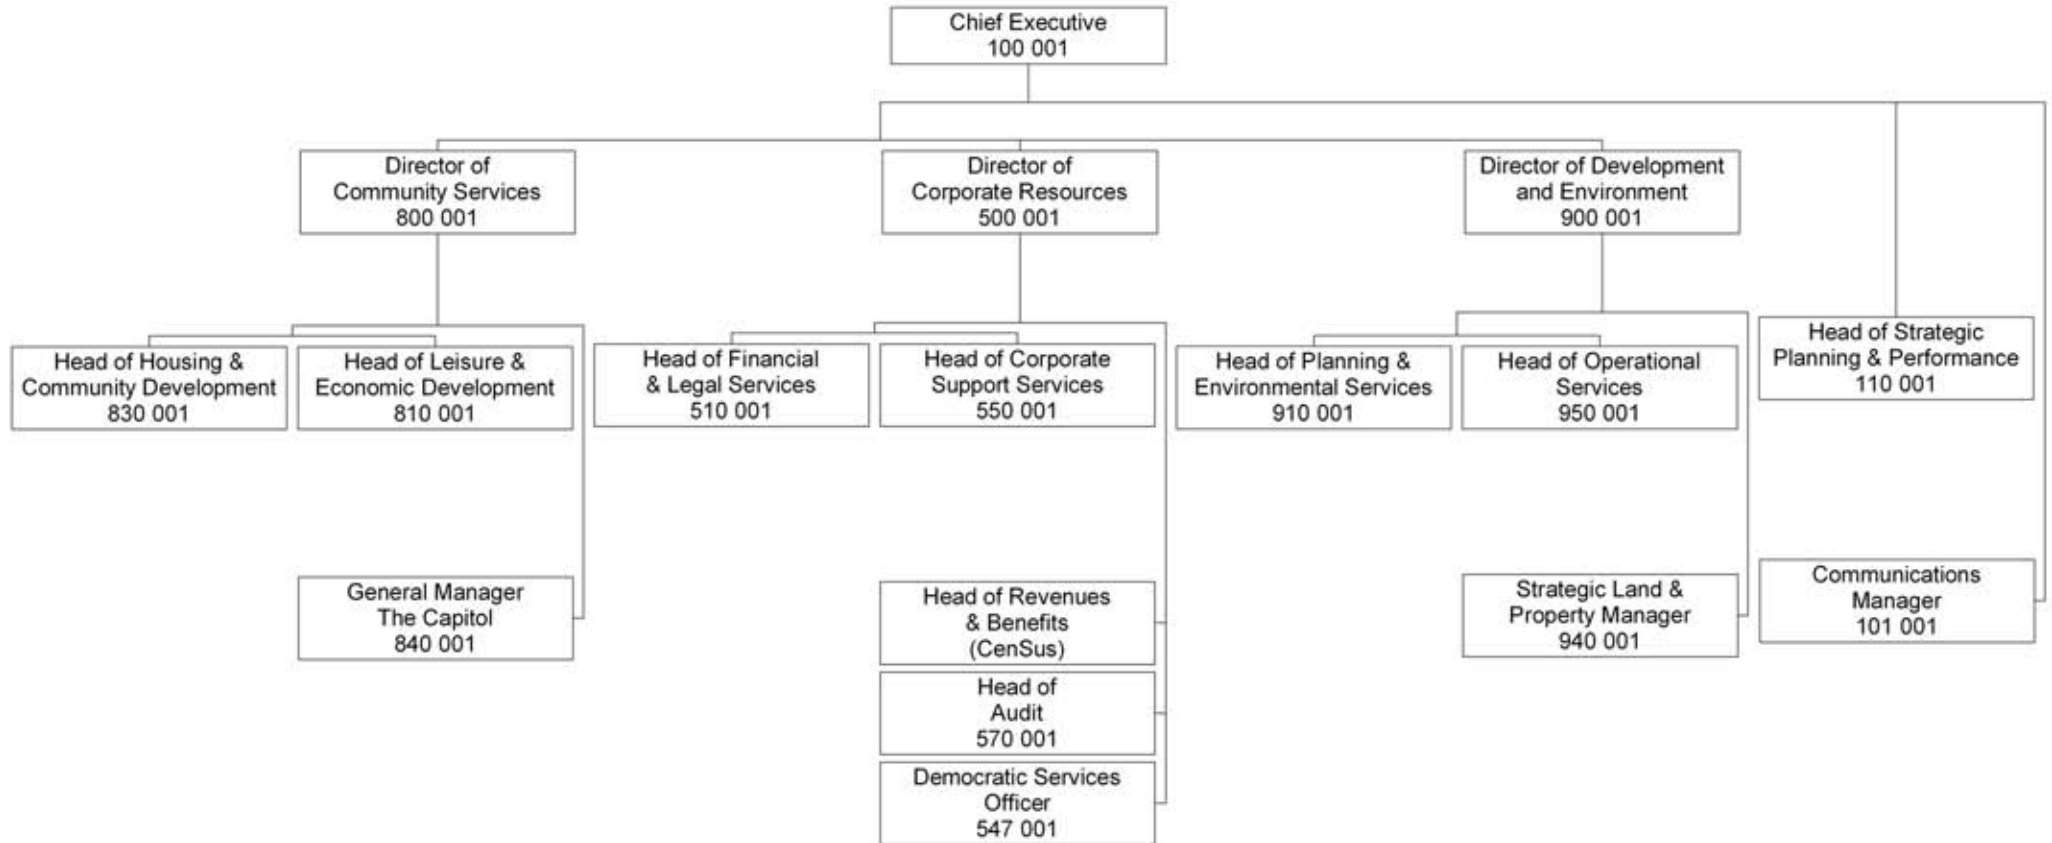 Chief Executive
100 001
Director of
Community Services
800 001
Director of
Corporate Resources
500 001
Director of Development
and Environment
900 001
Head of Housing &
Community Development
830 001
Head of Leisure &
Economic Development
810 001
Head of Financial
& Legal Services
510 001
Head of Corporate
Support Services
550 001
Head of Planning &
Environmental Services
910 001
Head of Operational
Services
950 001
Head of Strategic
Planning & Performance
110 001
General Manager
The Capitol
840 001
Head of Revenues
& Benefits
(CenSus)
Head of
Audit
570 001
Democratic Services
Officer
547 001
Strategic Land &
Property Manager
940 001
Communications
Manager
101 001